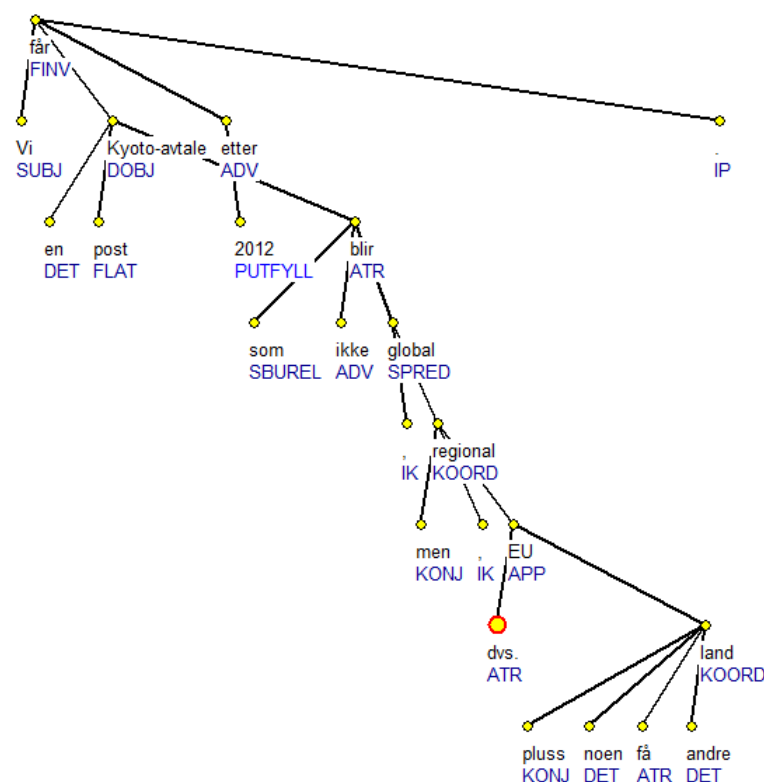 får
FINV
Vi Kyoto-avtale etter .
SUBJ DOBJ ADV IP
en post 2012 blir
DET FLAT PUTFYLL ATR
som ikke global
SBUREL ADV SPRED
, regional
IK KOORD
men , EU
KONJ IK APP
dvs. land
ATR KOORD
pluss noen få andre
KONJ DET ATR DET